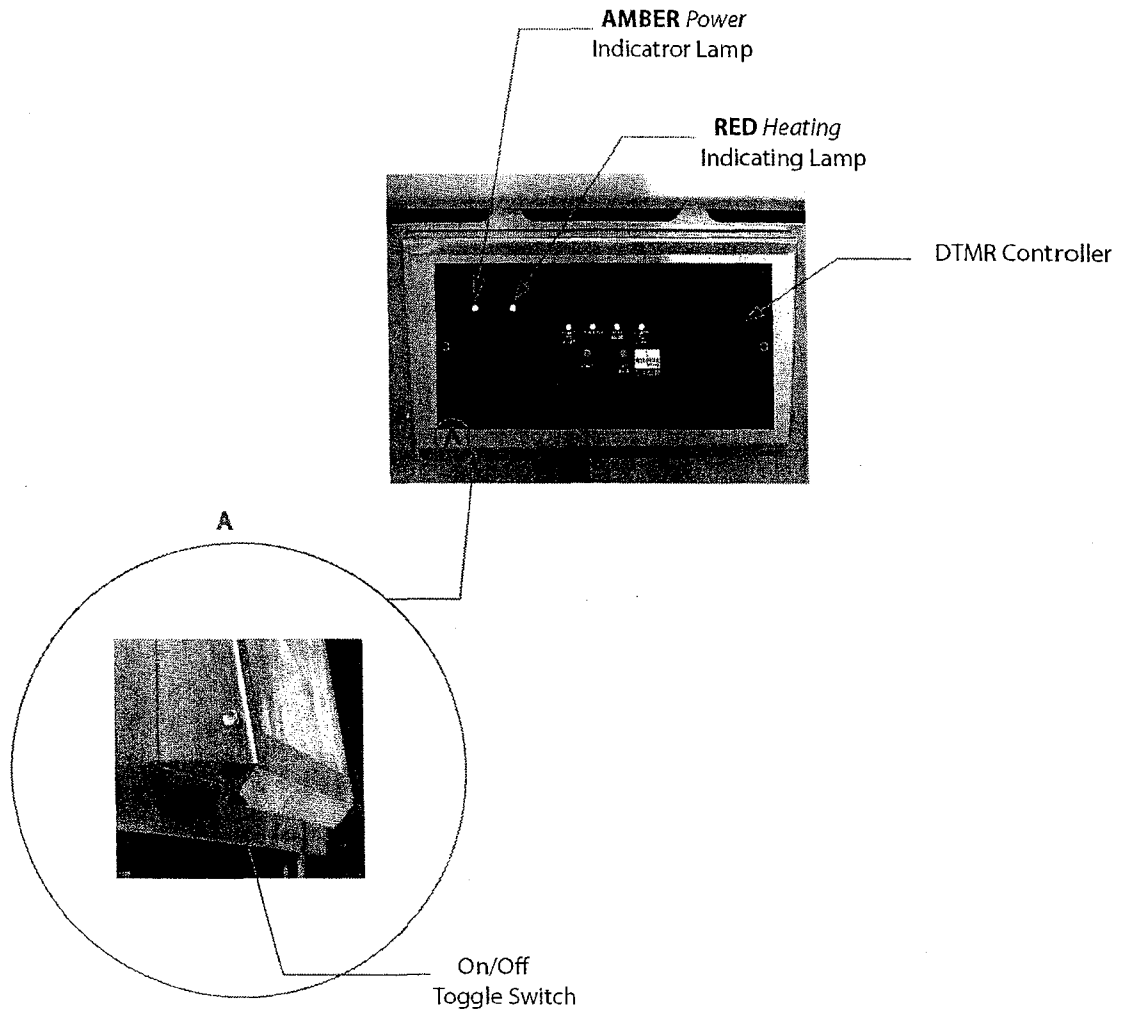 AMBER Power
Indicatror Lamp
RED Heating
Indicating Lamp
DTMR Controller
A
A
On/Off
Toggle Switch